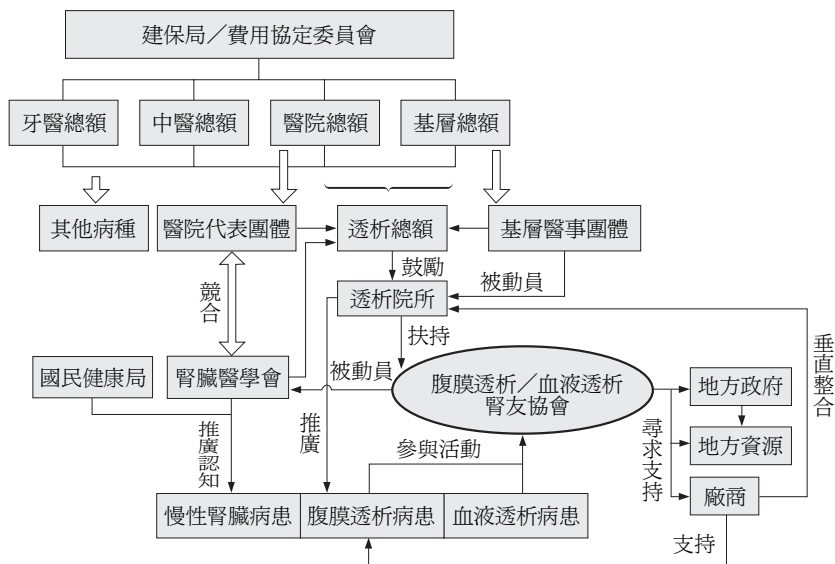 建保局／費用協定委員會
牙醫總額
中醫總額
醫院總額
基層總額
其他病種
醫院代表團體
透析總額
基層醫事團體
鼓勵
被動員
競合
透析院所
扶持
垂直整合
國民健康局
腎臟醫學會
被動員
腹膜透析／血液透析
腎友協會
地方政府
推廣認知
推廣
參與活動
尋求支持
地方資源
慢性腎臟病患
腹膜透析病患
血液透析病患
廠商
支持